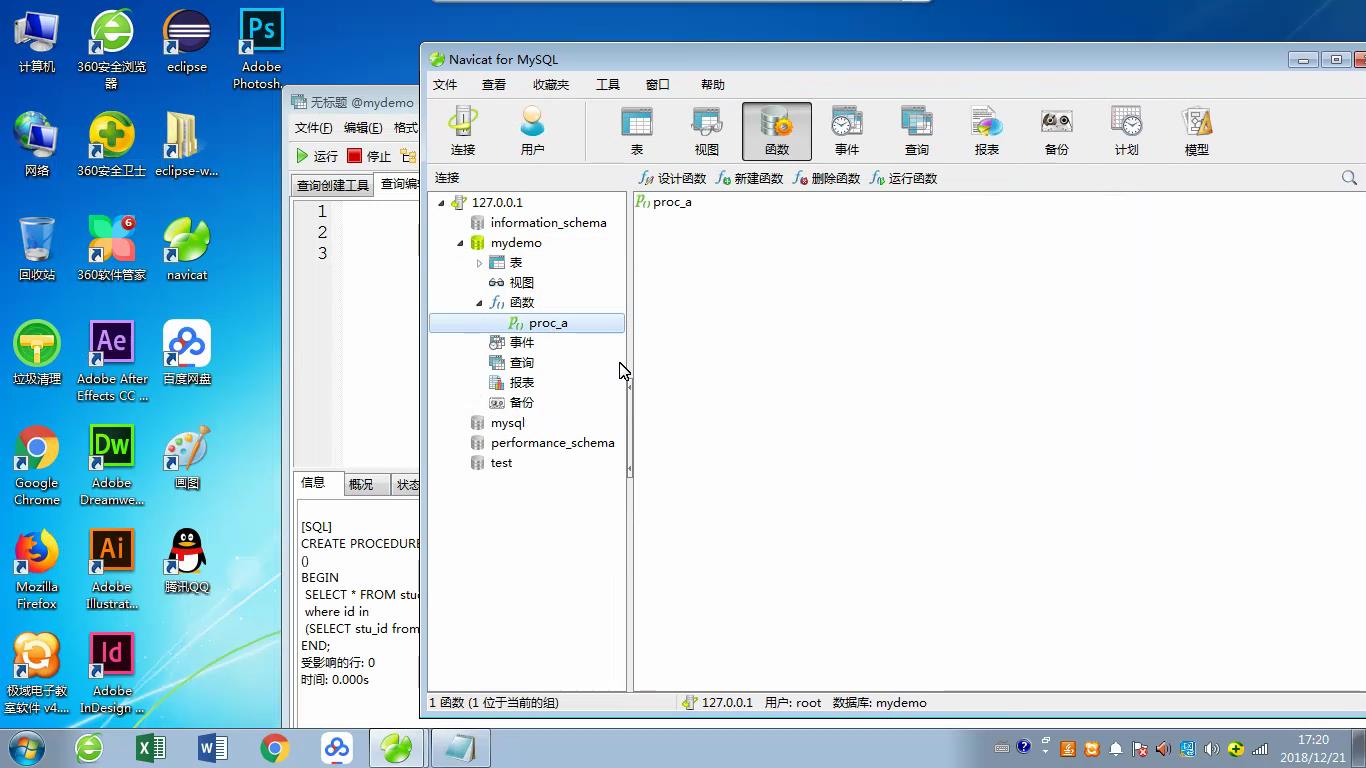 计算机
360安全浏览
器
eclipse
Ps
Adobe
Photosh.
网络
360安全卫士
eclipse-w...
回收站
6
360软件管家
navicat
垃圾清理
Ae
Adobe After
Effects CC ...
百度网盘
Google
Chrome
Dw
Adobe
Dreamwe...
画图
Mozilla
Firefox
Ai
Adobe
Illustrat...
腾讯QQ
极域电子教
室软件 v4....
Id
Adobe
InDesign ...
无标题 @mydemo
文件(F) 编辑(E) 格式
运行 停止
查询创建工具 查询编
1
2
3
信息 概况 状态
[SQL]
CREATE PROCEDURE
()
BEGIN
SELECT * FROM stu
where id in
(SELECT stu_id from
END;
受影响的行: 0
时间: 0.000s
Navicat for MySQL
文件 查看 收藏夹 工具 窗口 帮助
连接 用户 表 视图 函数 事件 查询 报表 备份 计划 模型
连接
设计函数 新建函数 删除函数 运行函数
127.0.0.1
information_schema
mydemo
表
视图
函数
proc_a
事件
查询
报表
备份
mysql
performance_schema
test
proc_a
1 函数 (1 位于当前的组)
127.0.0.1 用户: root 数据库: mydemo
17:20
2018/12/21